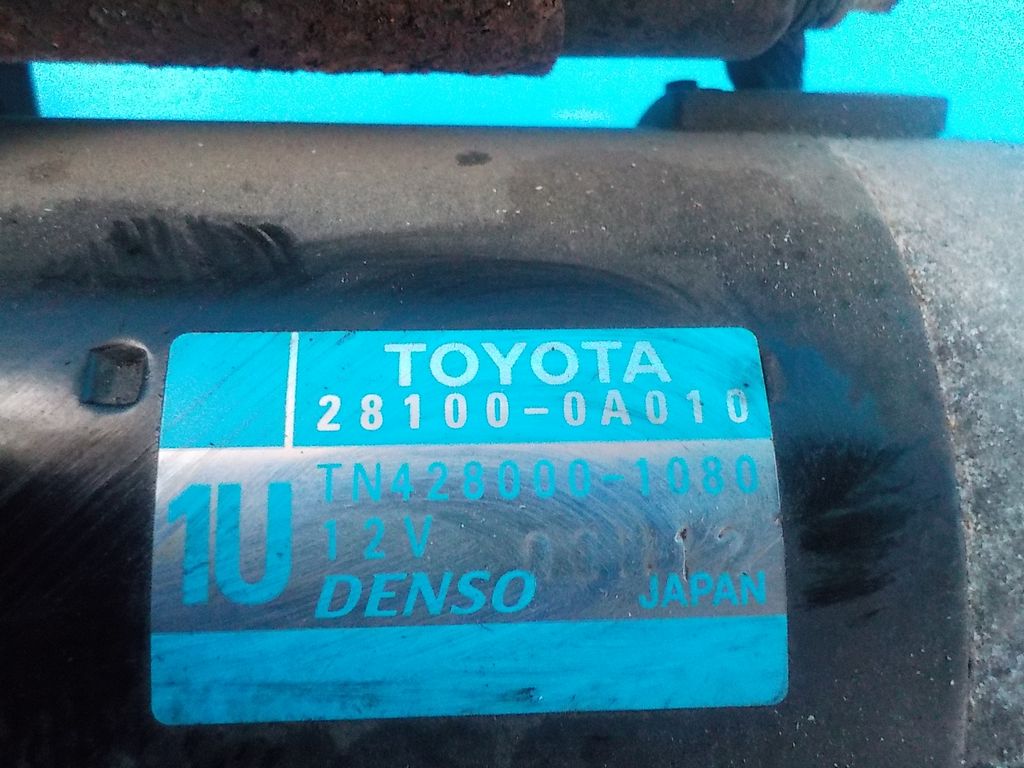 TOYOTA
28100-0A010
1U
TN428000-1080
12V
DENSO
JAPAN